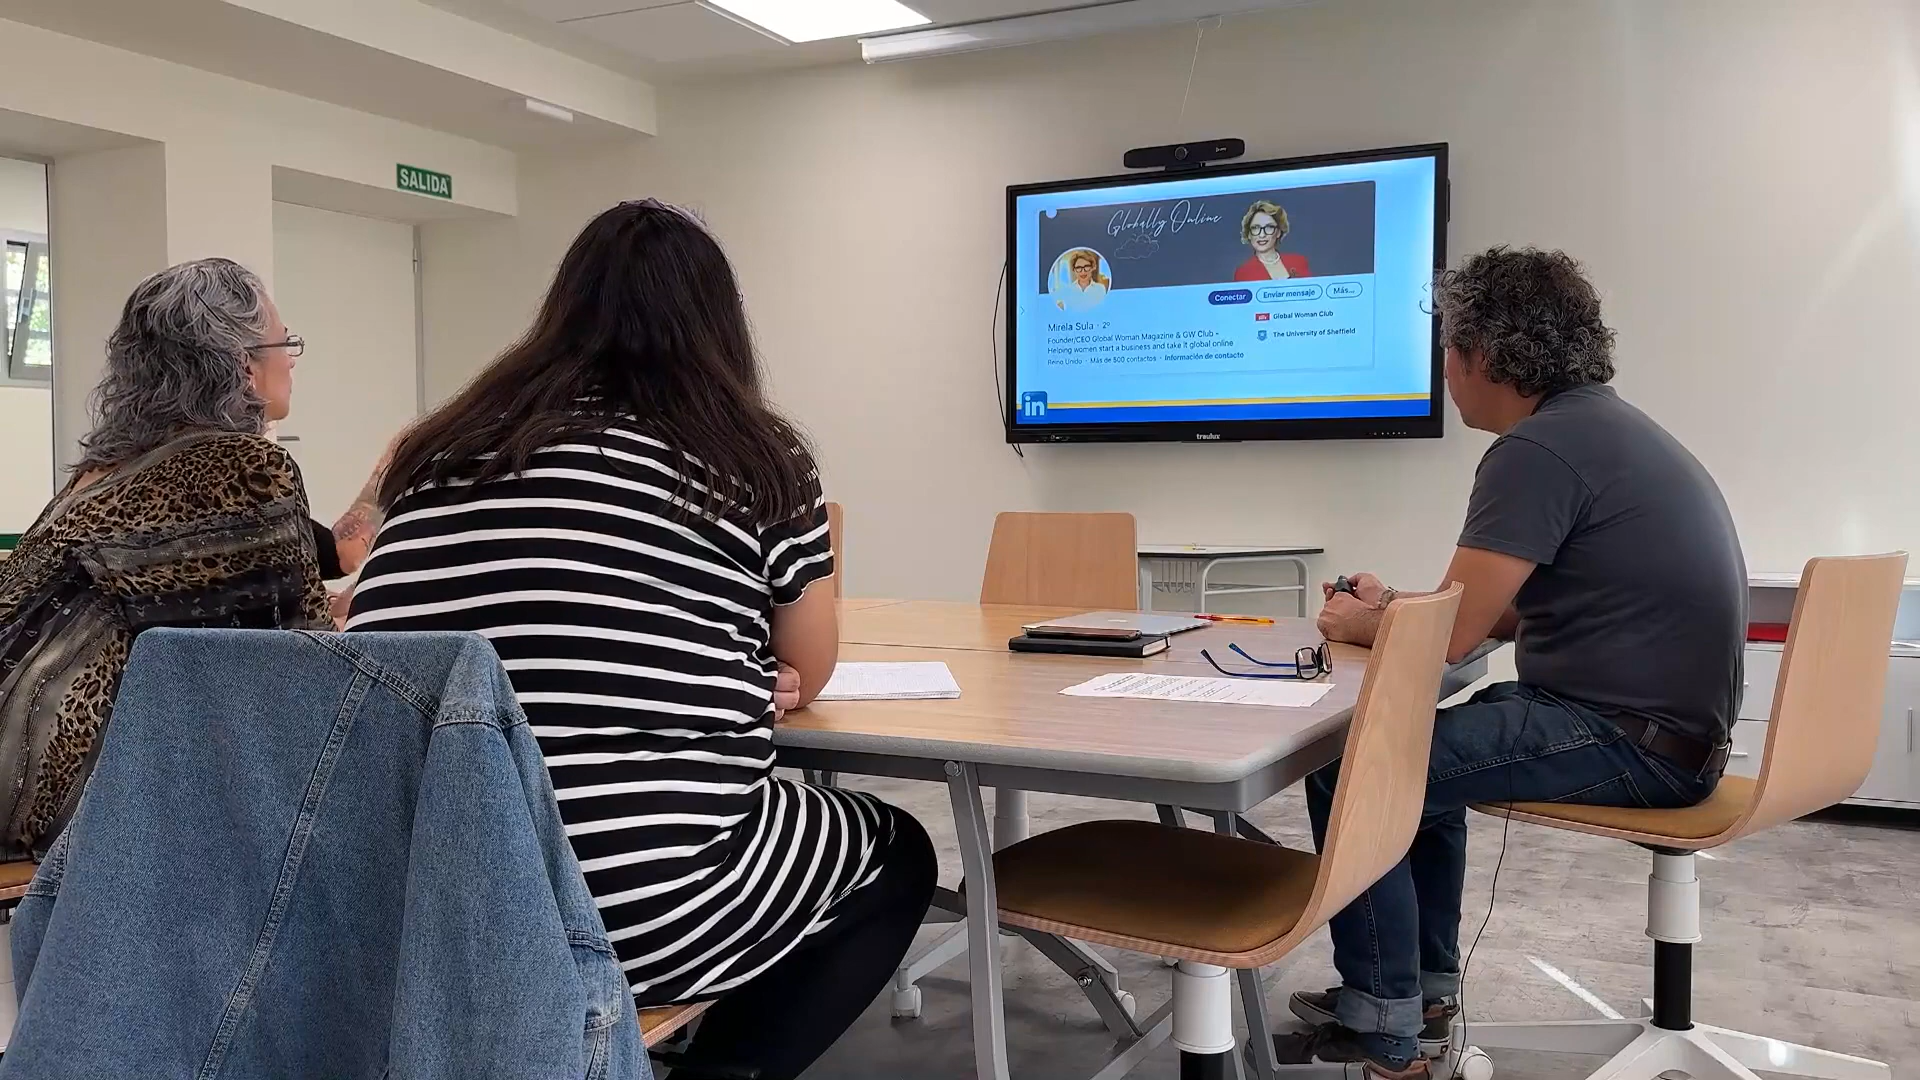 SALIDA
Globally Online
Conectar
Enviar mensaje
Más...
Mirela Sula · 2º
Founder/CEO Global Woman Magazine & GW Club -
Helping women start a business and take it global online
Reino Unido · Más de 500 contactos · Información de contacto
Global Woman Club
The University of Sheffield
in
traulux